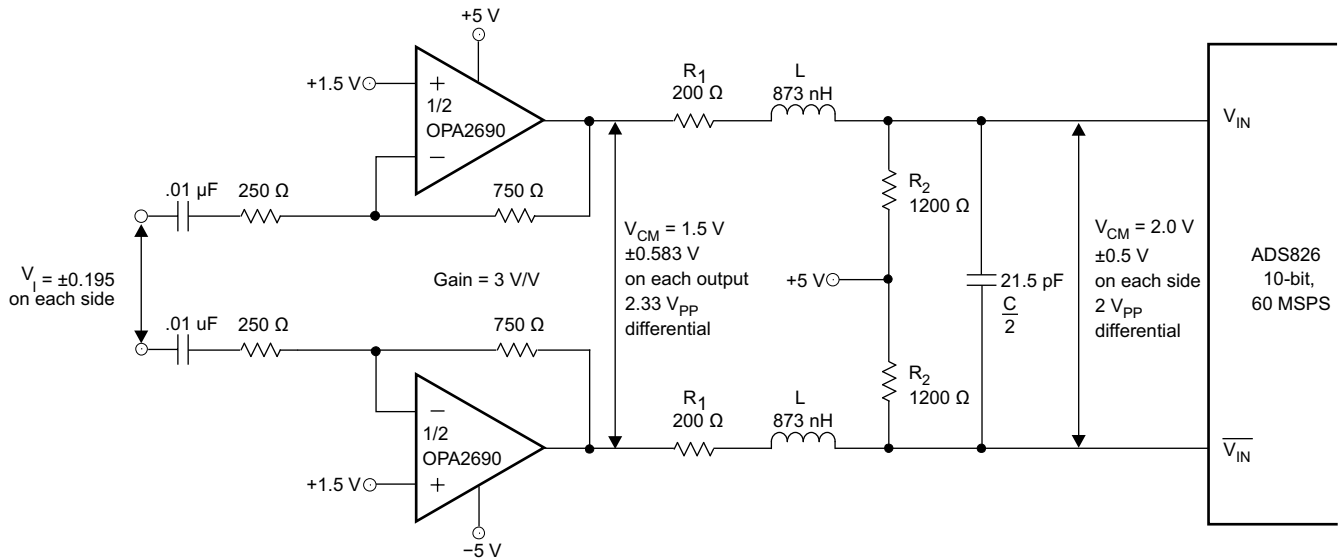 +5 V
+1.5 V
+
1/2
OPA2690
−
R1
200 Ω
L
873 nH
VIN
.01 µF
250 Ω
750 Ω
R2
1200 Ω
VI = ±0.195
on each side
Gain = 3 V/V
VCM = 1.5 V
±0.583 V
on each output
2.33 VPP
differential
+5 V
21.5 pF
C
2
VCM = 2.0 V
±0.5 V
on each side
2 VPP
differential
ADS826
10-bit,
60 MSPS
.01 uF
250 Ω
750 Ω
R2
1200 Ω
R1
200 Ω
L
873 nH
−
1/2
OPA2690
+1.5 V
+
−5 V
VIN